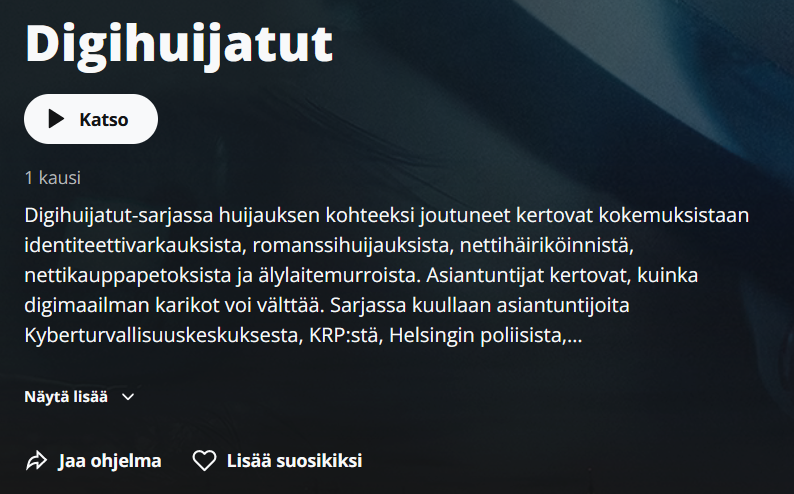 Digihuijatut
Katso
1 kausi
Digihuijatut-sarjassa huijauksen kohteeksi joutuneet kertovat kokemuksistaan
identiteettivarkauksista, romanssihuijauksista, nettihäiriköinnistä,
nettikauppapetoksista ja älylaitemurroista. Asiantuntijat kertovat, kuinka
digimaailman karikot voi välttää. Sarjassa kuullaan asiantuntijoita
Kyberturvallisuuskeskuksesta, KRP:stä, Helsingin poliisista,...
Näytä lisää
Jaa ohjelma Lisää suosikiksi